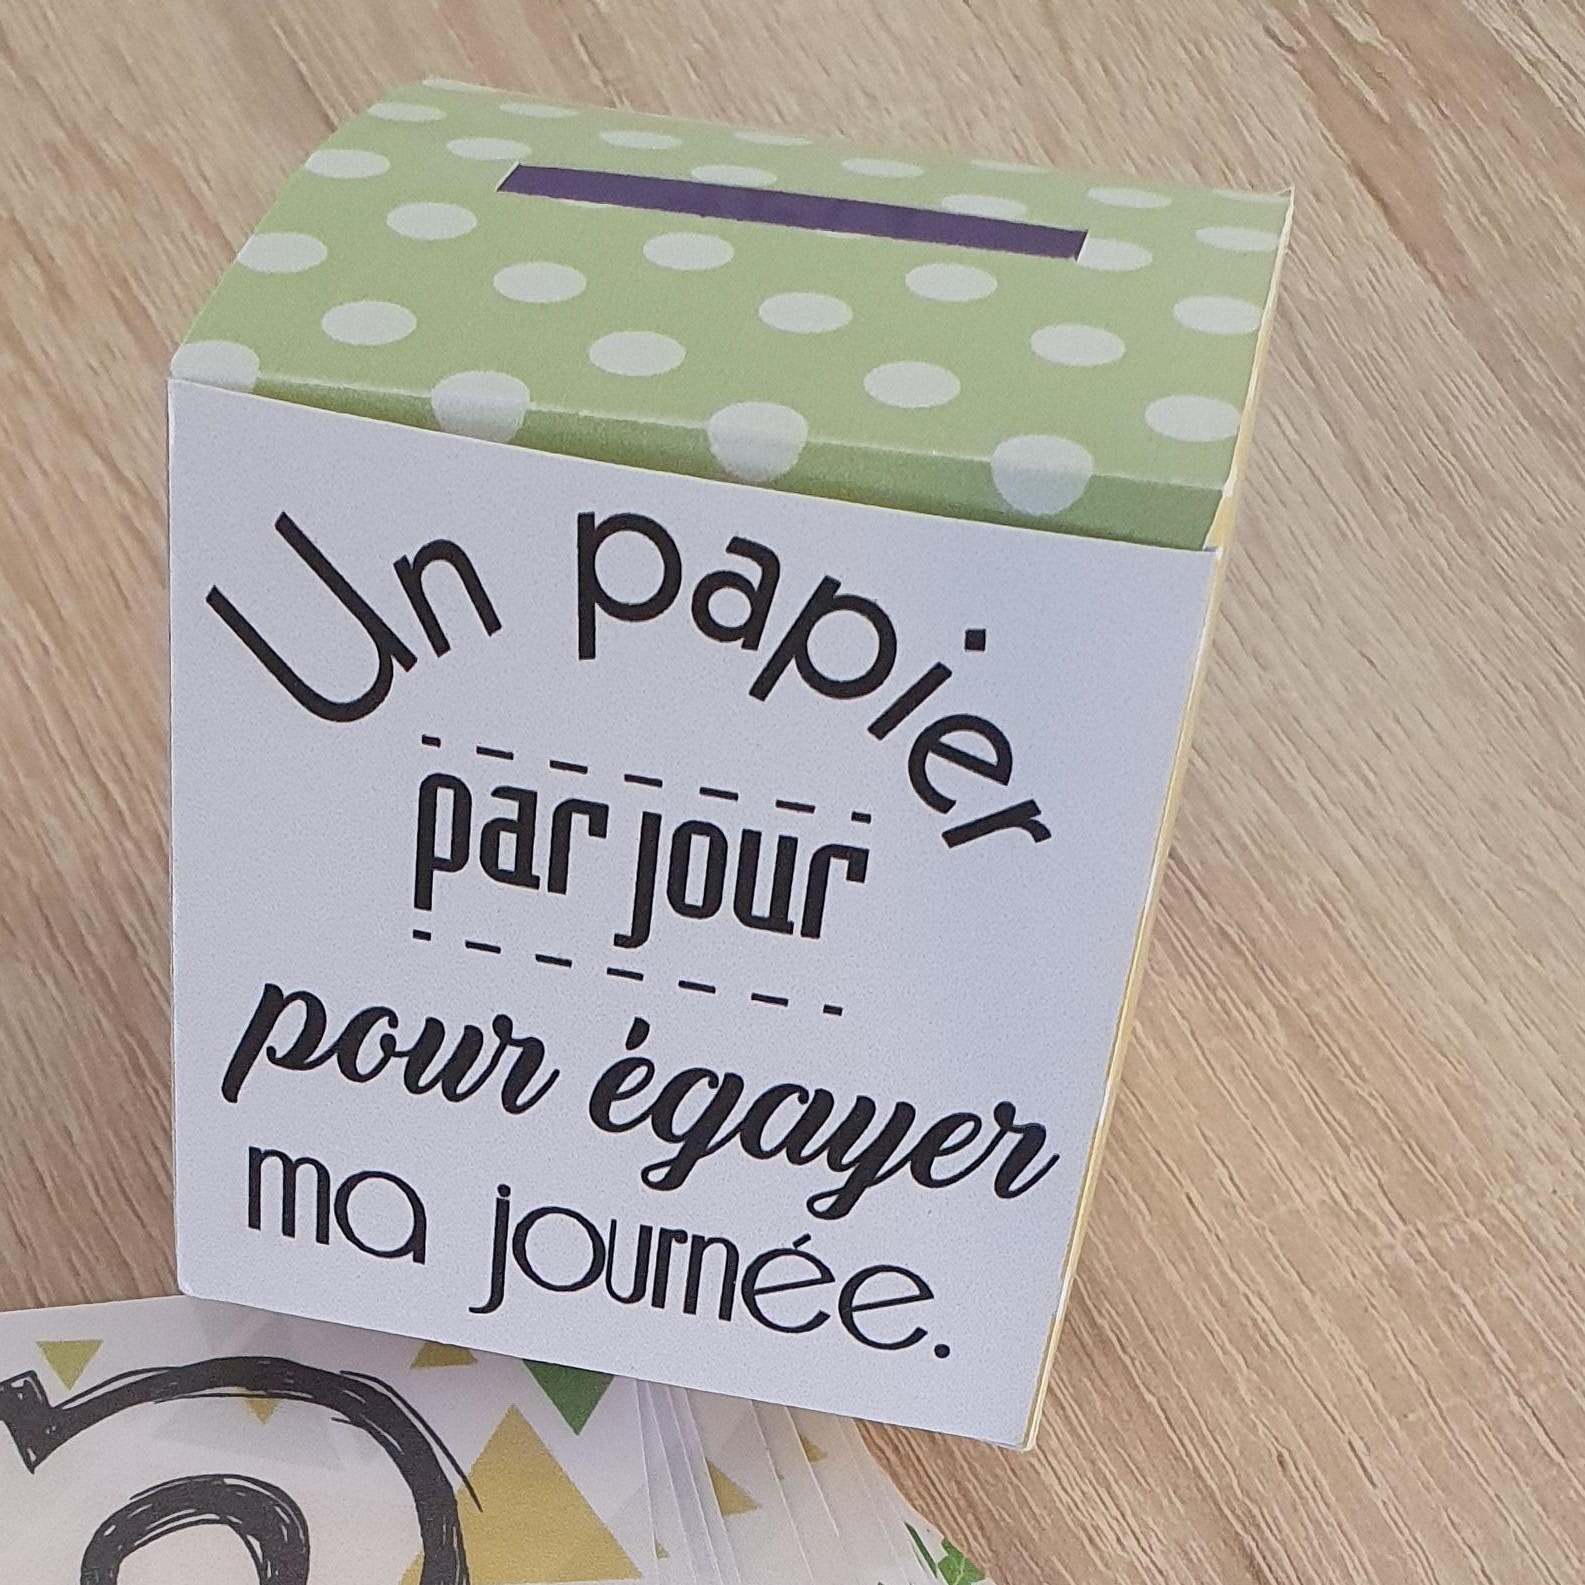 Un papier
par jour
pour égayer
ma journée.